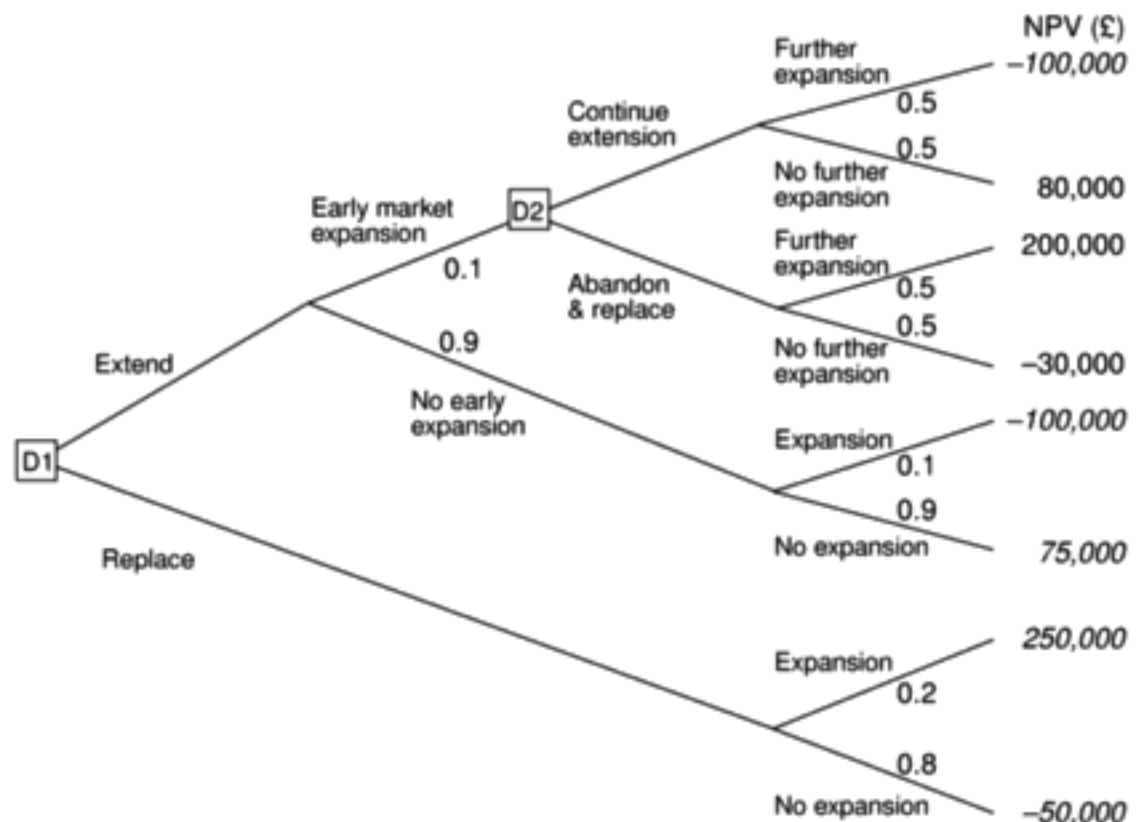 NPV (£)
Further
expansion
–100,000
0.5
Continue
extension
0.5
No further
expansion
80,000
Early market
expansion
D2
0.1
Further
expansion
200,000
0.5
Abandon
& replace
0.5
No further
expansion
–30,000
Extend
0.9
No early
expansion
Expansion
–100,000
0.1
D1
0.9
No expansion
75,000
Replace
Expansion
250,000
0.2
0.8
No expansion
–50,000